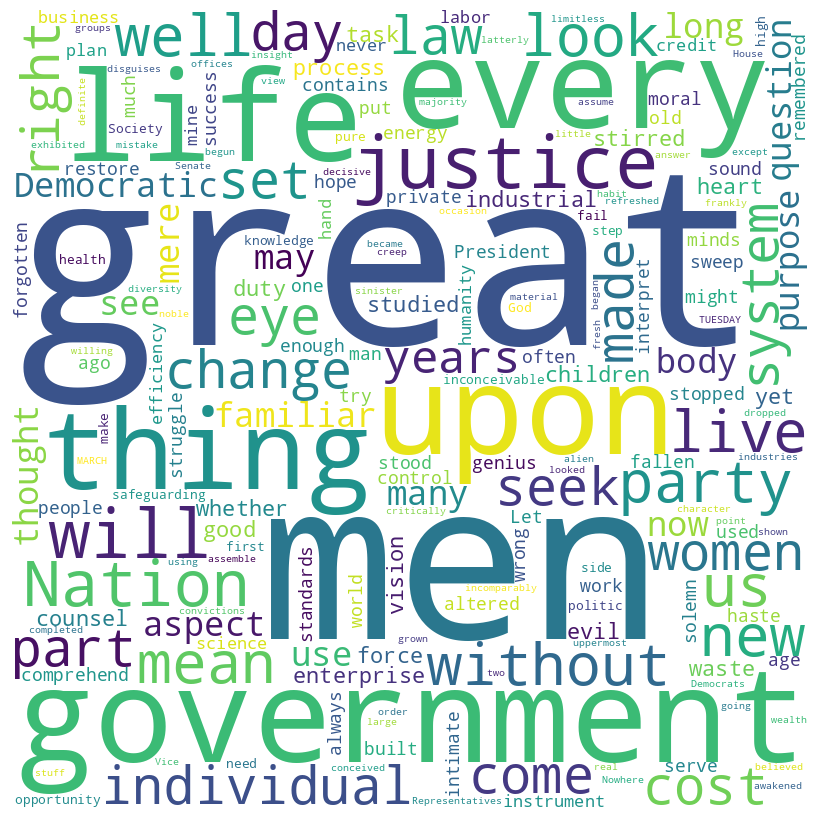 business
groups
well
day
task
labor
never
law
latterly
look
limitless
credit
long
high
House
right
plan
disguises
offices
insight
process
view
much
definite
life
contains
every
majority
assume
moral
question
remembered
exhibited
mistake
begun
Society
mine
success
pure
put
energy
old
little
stirred
answer
except
restore
Senate
Democratic
set
hope
decisive
justice
habit
refreshed
fail
sound
heart
purpose
private
industrial
occasion
step
frankly
mere
forgotten
great
hand
knowledge
became
creep
President
humanity
made
interpret
minds
sweep
system
health
may
see
diversity
duty
one
sinister
studied
material
God
fresh
began
might
TUESDAY
noble
eye
willing
ago
change
efficiency
enough
man
years
often
inconceivable
children
body
stopped
yet
dropped
familiar
try
struggle
make
thing
upon
live
thought
MARCH
stood
control
genius
alien
looked
fallen
industries
safeguarding
people
whether
many
critically
seek
party
character
point
shown
used
will
good
first
using
assemble
vision
Let
wrong
now
women
men
Nation
convictions
standards
world
altered
incomparably
side
work
politic
us
solemn
haste
counsel
completed
aspect
science
grown
evil
uppermost
new
part
comprehend
mean
use
force
enterprise
two
without
waste
age
Democrats
going
wealth
government
always
order
large
built
intimate
stuff
Vice
need
conceived
come
real
Nowhere
serve
cost
believed
awakened
opportunity
individual
Representatives
instrument